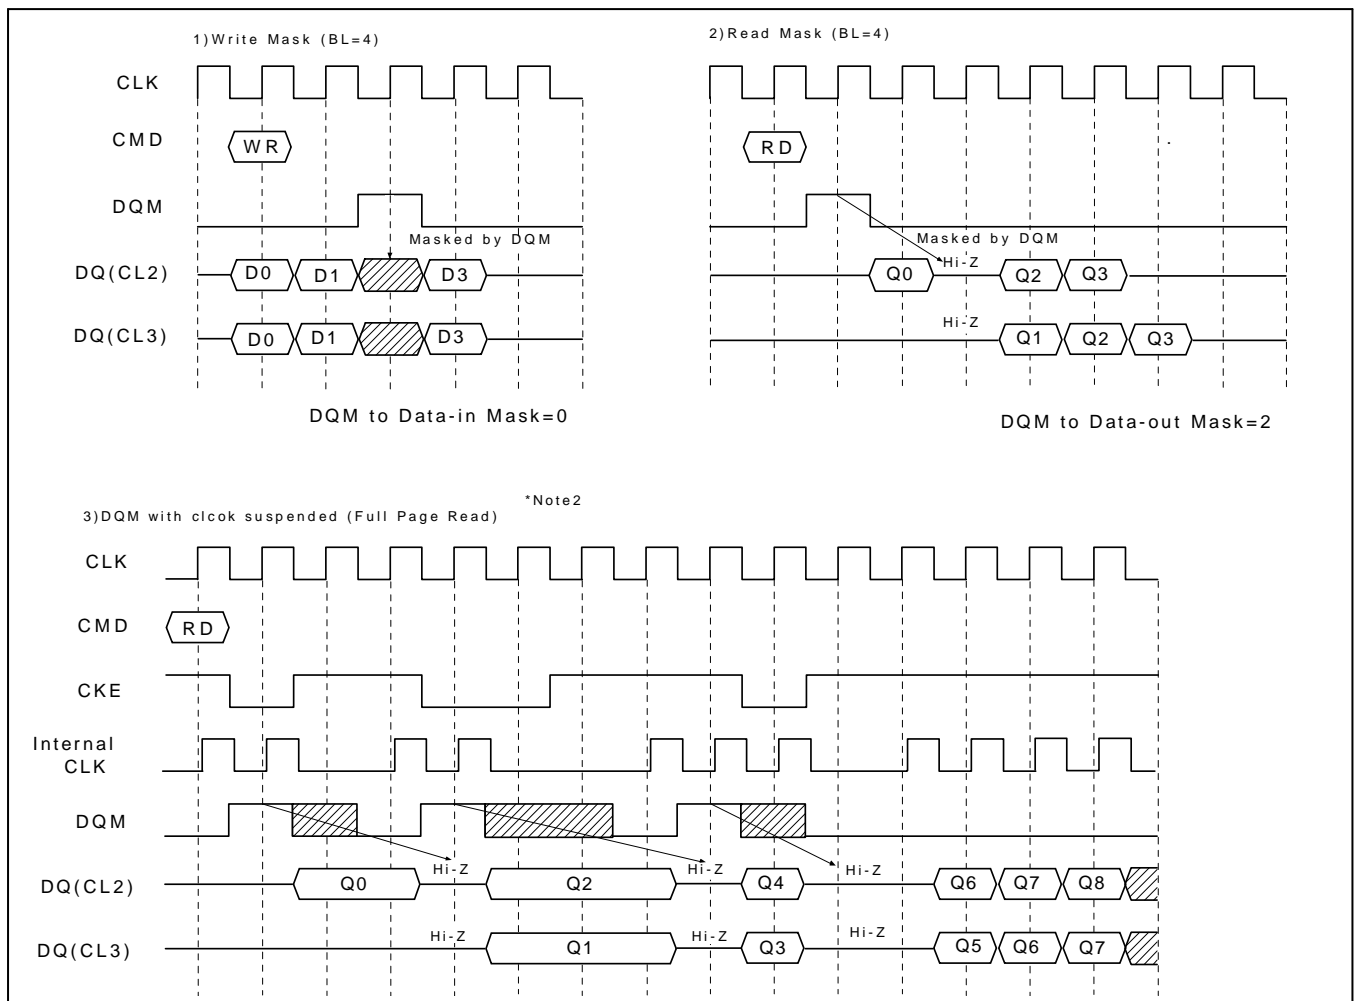 1)Write Mask (BL=4)
2)Read Mask (BL=4)
CLK
CMD
WR
RD
DQM
Masked by DQM
Masked by DQM
DQ(CL2)
D0
D1
D3
Q0
Hi-Z
Q2
Q3
DQ(CL3)
D0
D1
D3
Hi-Z
Q1
Q2
Q3
DQM to Data-in Mask=0
DQM to Data-out Mask=2
*Note2
3)DQM with clcok suspended (Full Page Read)
CLK
CMD
RD
CKE
Internal
CLK
DQM
DQ(CL2)
Q0
Hi-Z
Q2
Hi-Z
Q4
Hi-Z
Q6
Q7
Q8
DQ(CL3)
Hi-Z
Q1
Hi-Z
Q3
Hi-Z
Q5
Q6
Q7